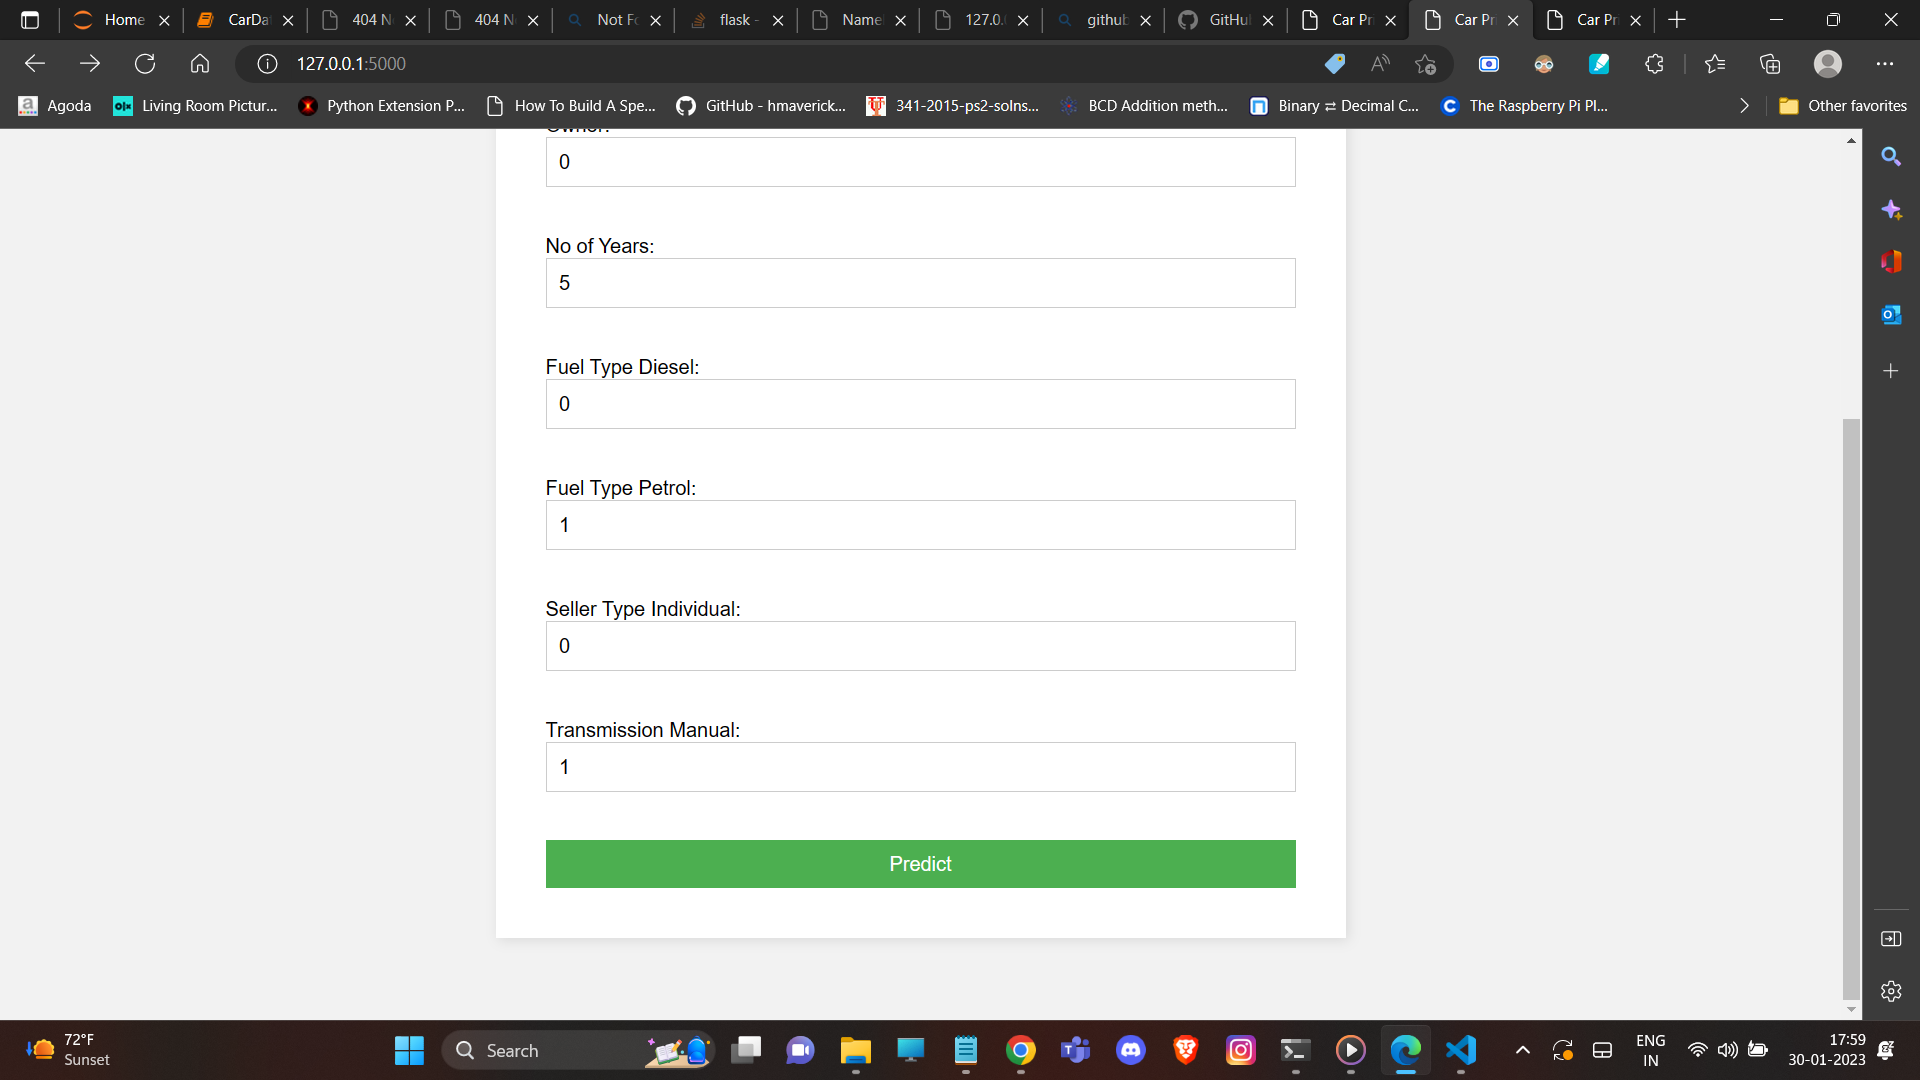 Home
CarDa
404 N
404 N
Not Fo
flask -
Name
127.0.
github
GitHu
Car Pr
Car Pr
Car Pr
127.0.0.1:5000
Agoda
Living Room Pictur...
Python Extension P...
How To Build A Spe...
GitHub - hmaverick...
341-2015-ps2-solns...
BCD Addition meth...
Binary ⇄ Decimal C...
The Raspberry Pi Pl...
Other favorites
Owner:
0
No of Years:
5
Fuel Type Diesel:
0
Fuel Type Petrol:
1
Seller Type Individual:
0
Transmission Manual:
1
Predict
72°F
Sunset
Search
ENG
IN
17:59
30-01-2023